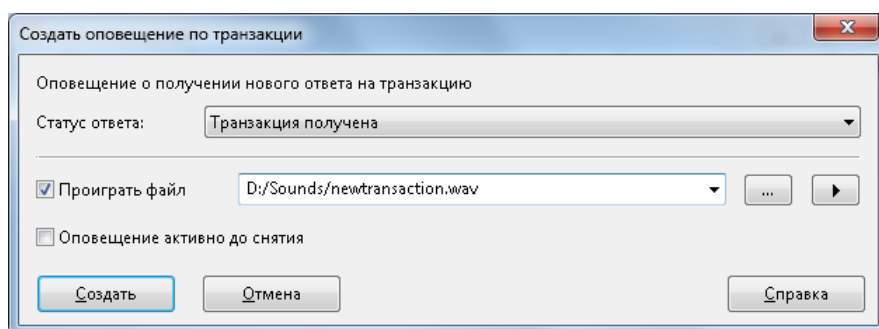 Создать оповещение по транзакции
Оповещение о получении нового ответа на транзакцию
Статус ответа: Транзакция получена
Проиграть файл D:/Sounds/newtransaction.wav ...
Оповещение активно до снятия
Создать Отмена Справка